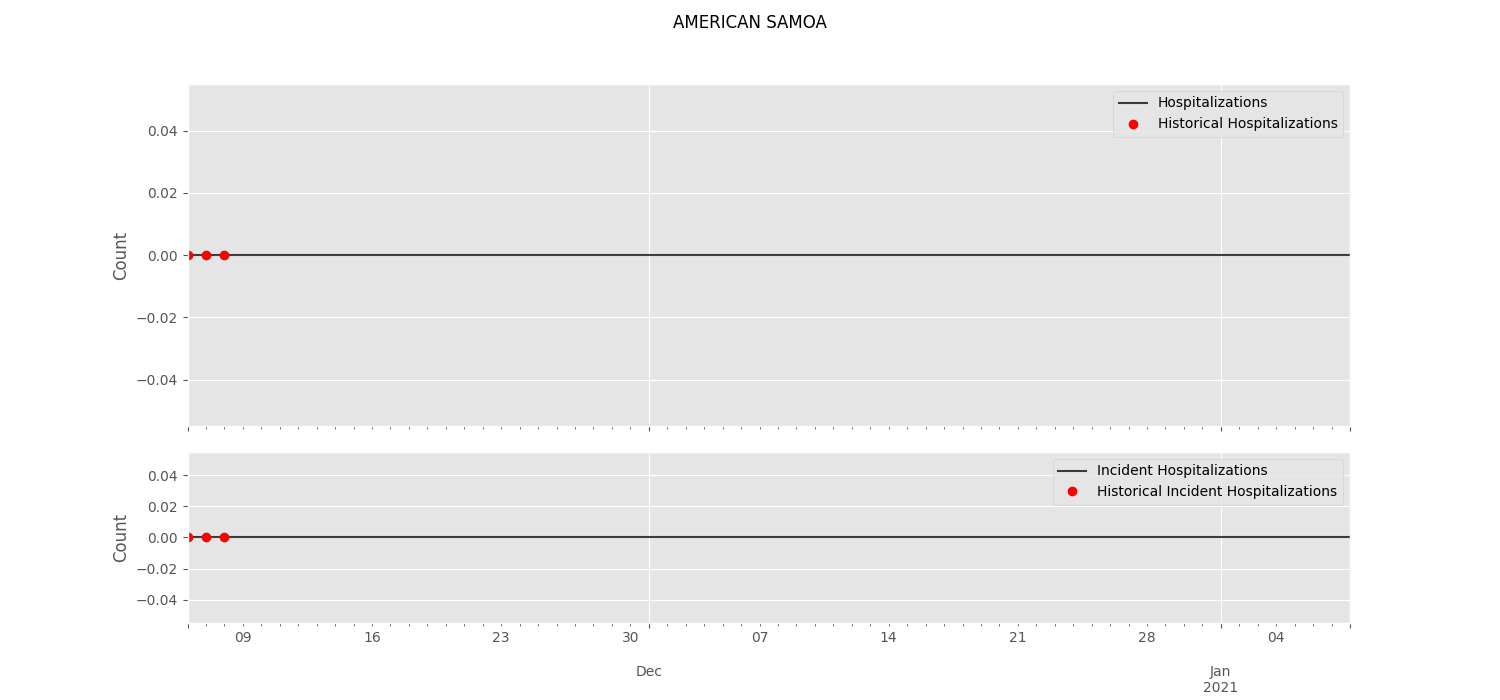 AMERICAN SAMOA
Hospitalizations
Historical Hospitalizations
0.04
0.02
0.00
−0.02
−0.04
Count
Incident Hospitalizations
Historical Incident Hospitalizations
0.04
0.02
0.00
−0.02
−0.04
Count
09 16 23 30 07 14 21 28 04
Dec Jan
2021